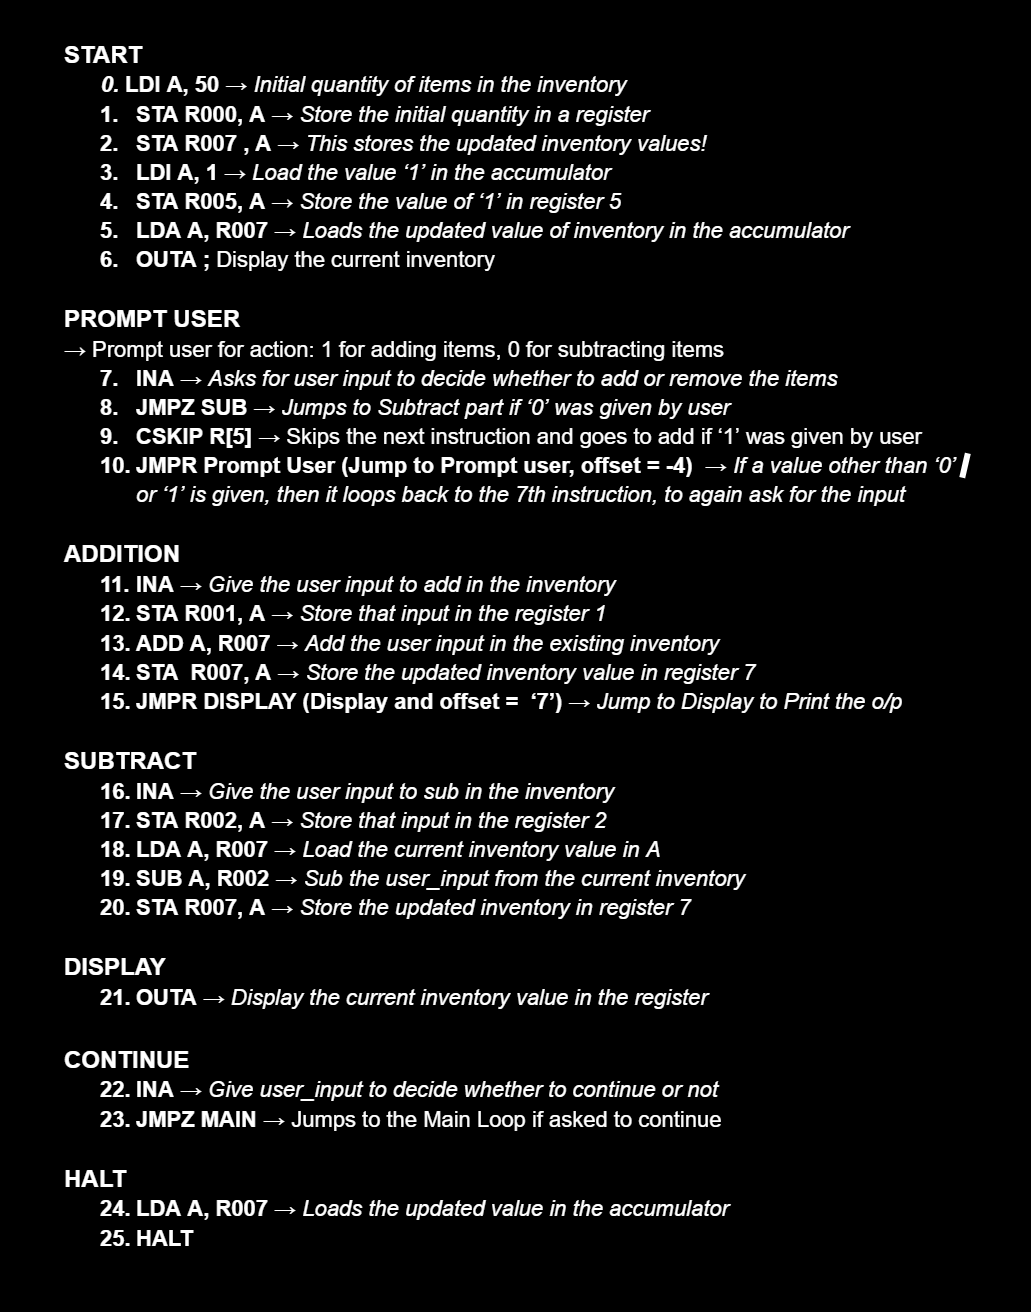 START
0. LDI A, 50 → Initial quantity of items in the inventory
1. STA R000, A → Store the initial quantity in a register
2. STA R007 , A → This stores the updated inventory values!
3. LDI A, 1 → Load the value ‘1’ in the accumulator
4. STA R005, A → Store the value of ‘1’ in register 5
5. LDA A, R007 → Loads the updated value of inventory in the accumulator
6. OUTA ; Display the current inventory
PROMPT USER
→ Prompt user for action: 1 for adding items, 0 for subtracting items
7. INA → Asks for user input to decide whether to add or remove the items
8. JMPZ SUB → Jumps to Subtract part if ‘0’ was given by user
9. CSKIP R[5] → Skips the next instruction and goes to add if ‘1’ was given by user
10. JMPR Prompt User (Jump to Prompt user, offset = -4) → If a value other than ‘0’
or ‘1’ is given, then it loops back to the 7th instruction, to again ask for the input
ADDITION
11. INA → Give the user input to add in the inventory
12. STA R001, A → Store that input in the register 1
13. ADD A, R007 → Add the user input in the existing inventory
14. STA R007, A → Store the updated inventory value in register 7
15. JMPR DISPLAY (Display and offset = ‘7’) → Jump to Display to Print the o/p
SUBTRACT
16. INA → Give the user input to sub in the inventory
17. STA R002, A → Store that input in the register 2
18. LDA A, R007 → Load the current inventory value in A
19. SUB A, R002 → Sub the user_input from the current inventory
20. STA R007, A → Store the updated inventory in register 7
DISPLAY
21. OUTA → Display the current inventory value in the register
CONTINUE
22. INA → Give user_input to decide whether to continue or not
23. JMPZ MAIN → Jumps to the Main Loop if asked to continue
HALT
24. LDA A, R007 → Loads the updated value in the accumulator
25. HALT